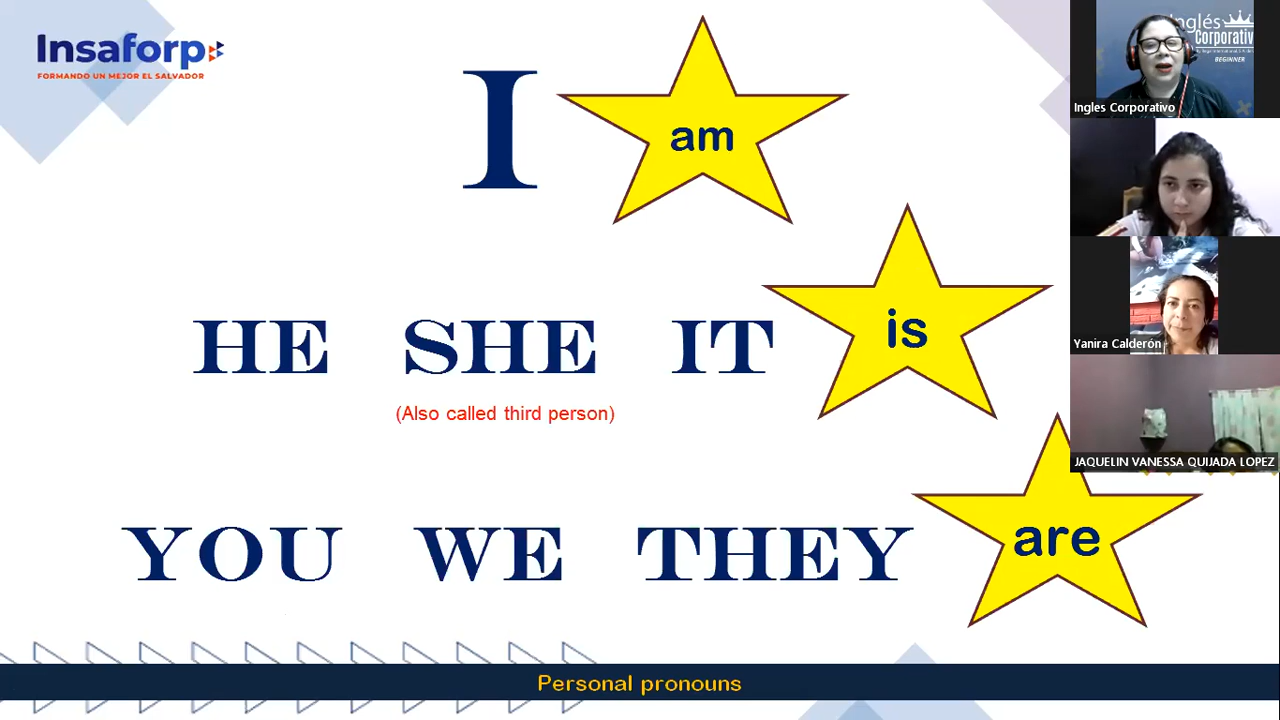 Insaforp
FORMANDO UN MEJOR EL SALVADOR
I am
HE SHE IT is
(Also called third person)
YOU WE THEY are
Personal pronouns
Inglés
Corporativ
BEGINNER
Ingles Corporativo
Yanira Calderón
JAQUELIN VANESSA QUIJADA LOPEZ